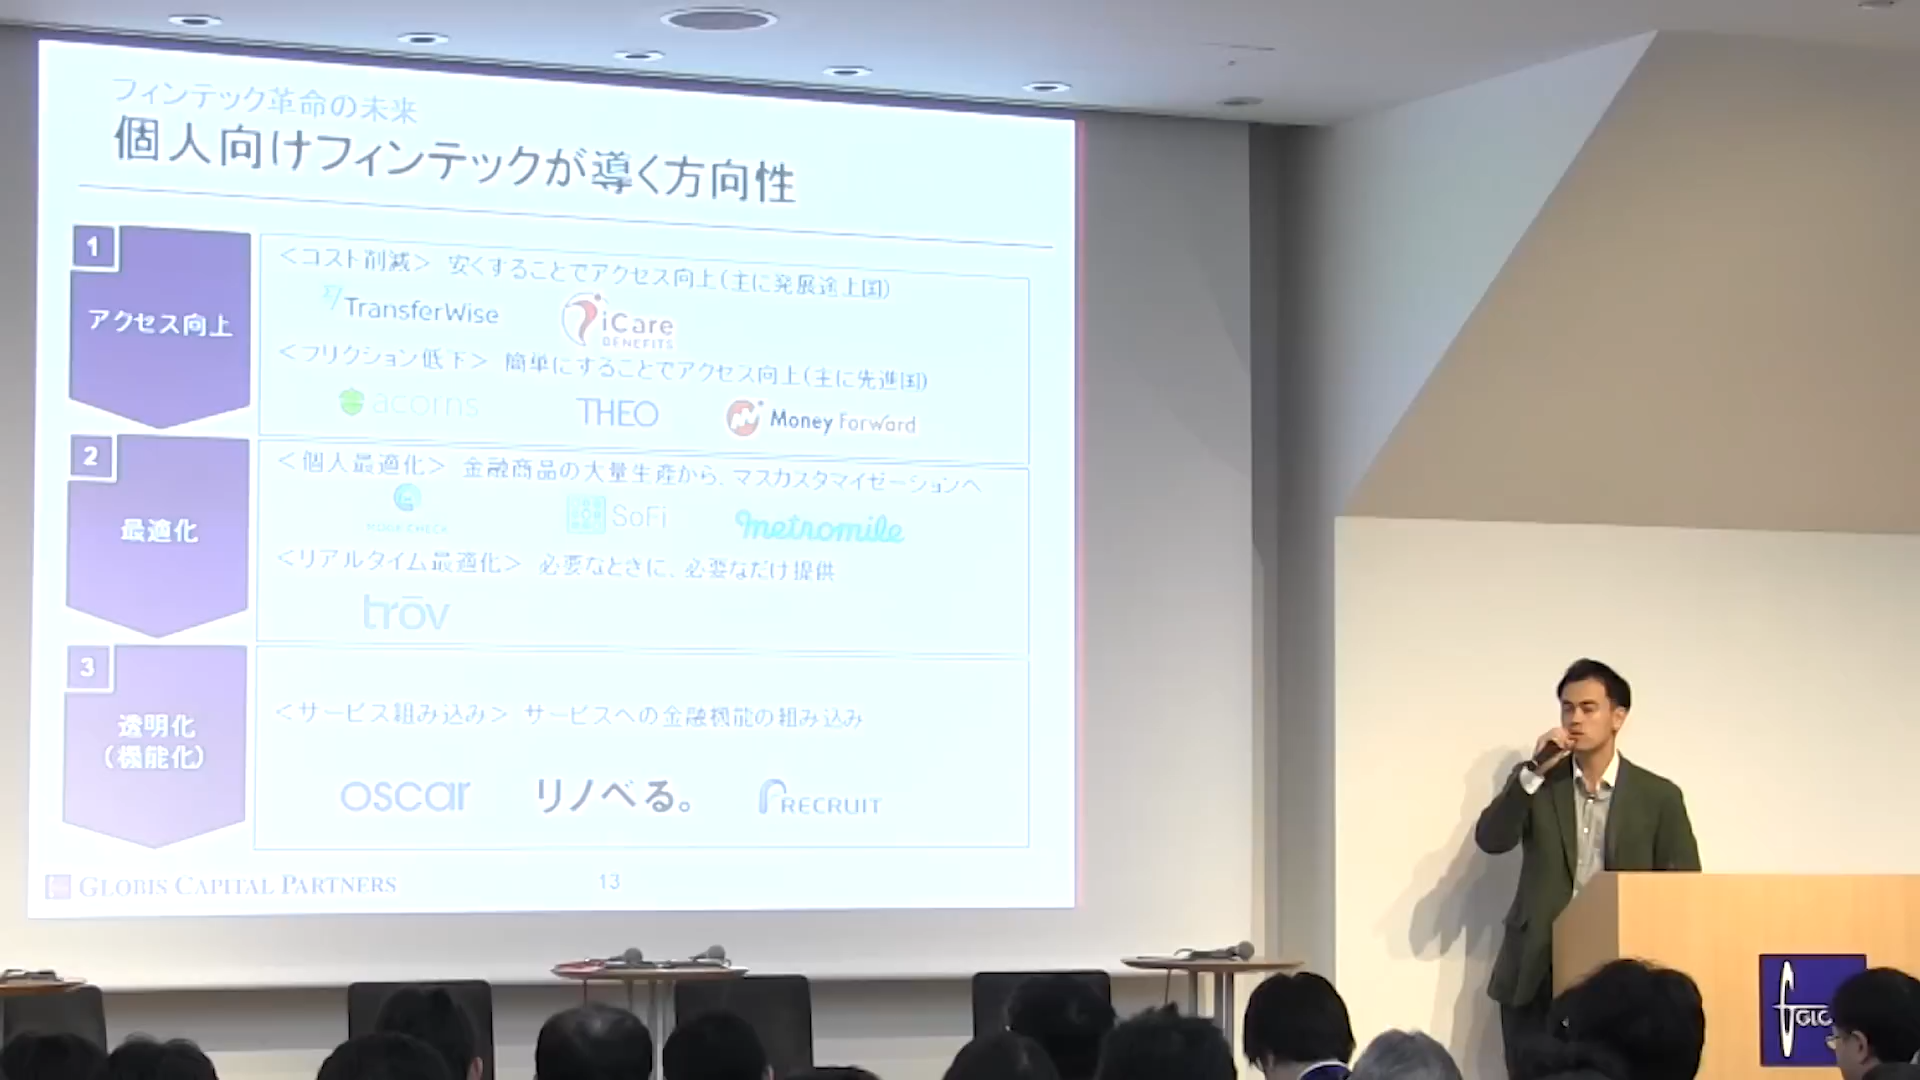 フィンテック革命の未来
個人向けフィンテックが導く方向性
1
アクセス向上
＜コスト削減＞ 安くすることでアクセス向上(主に発展途上国)
TransferWise iCare BENEFITS
＜フリクション低下＞ 簡単にすることでアクセス向上(主に先進国)
acorns THEO Money Forward
2
最適化
＜個人最適化＞ 金融商品の大量生産から、マスカスタマイゼーションへ
SoFi metromile
＜リアルタイム最適化＞ 必要なときに、必要なだけ提供
trōv
3
透明化
(機能化)
＜サービス組み込み＞ サービスへの金融機能の組み込み
oscar リノベる。 RECRUIT
GLOBIS CAPITAL PARTNERS
13